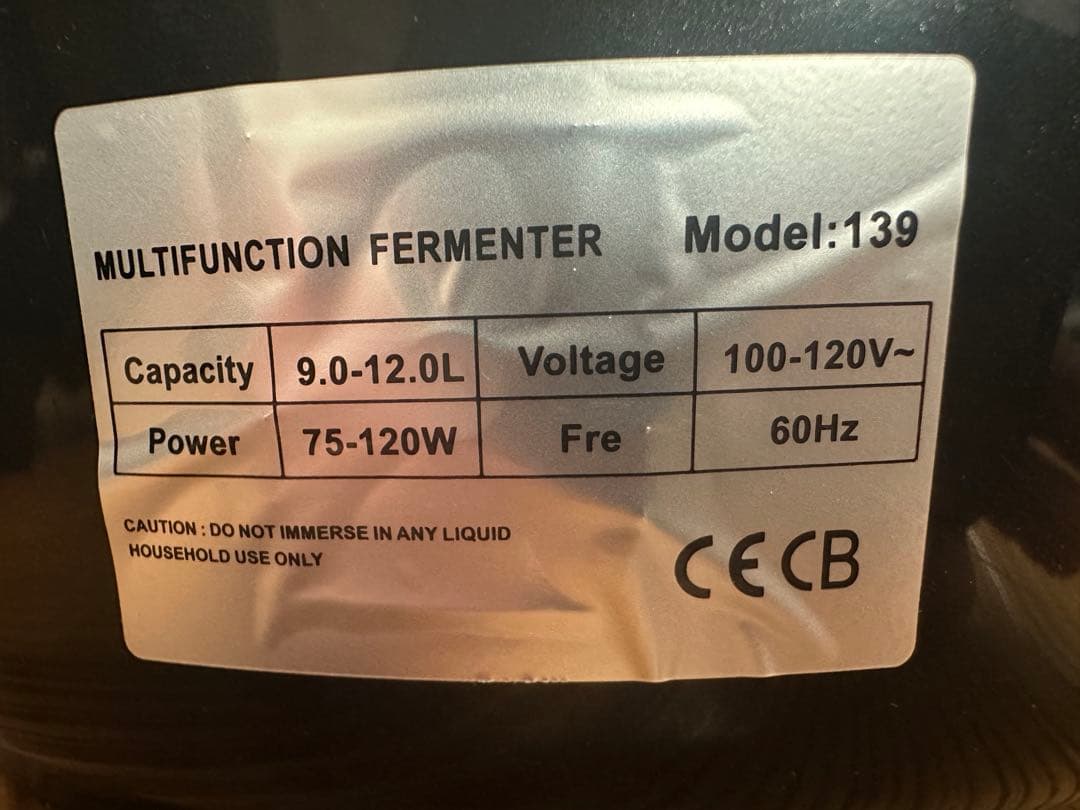 MULTIFUNCTION FERMENTER Model:139
Capacity 9.0-12.0L Voltage 100-120V~
Power 75-120W Fre 60Hz
CAUTION : DO NOT IMMERSE IN ANY LIQUID
HOUSEHOLD USE ONLY
CE CB